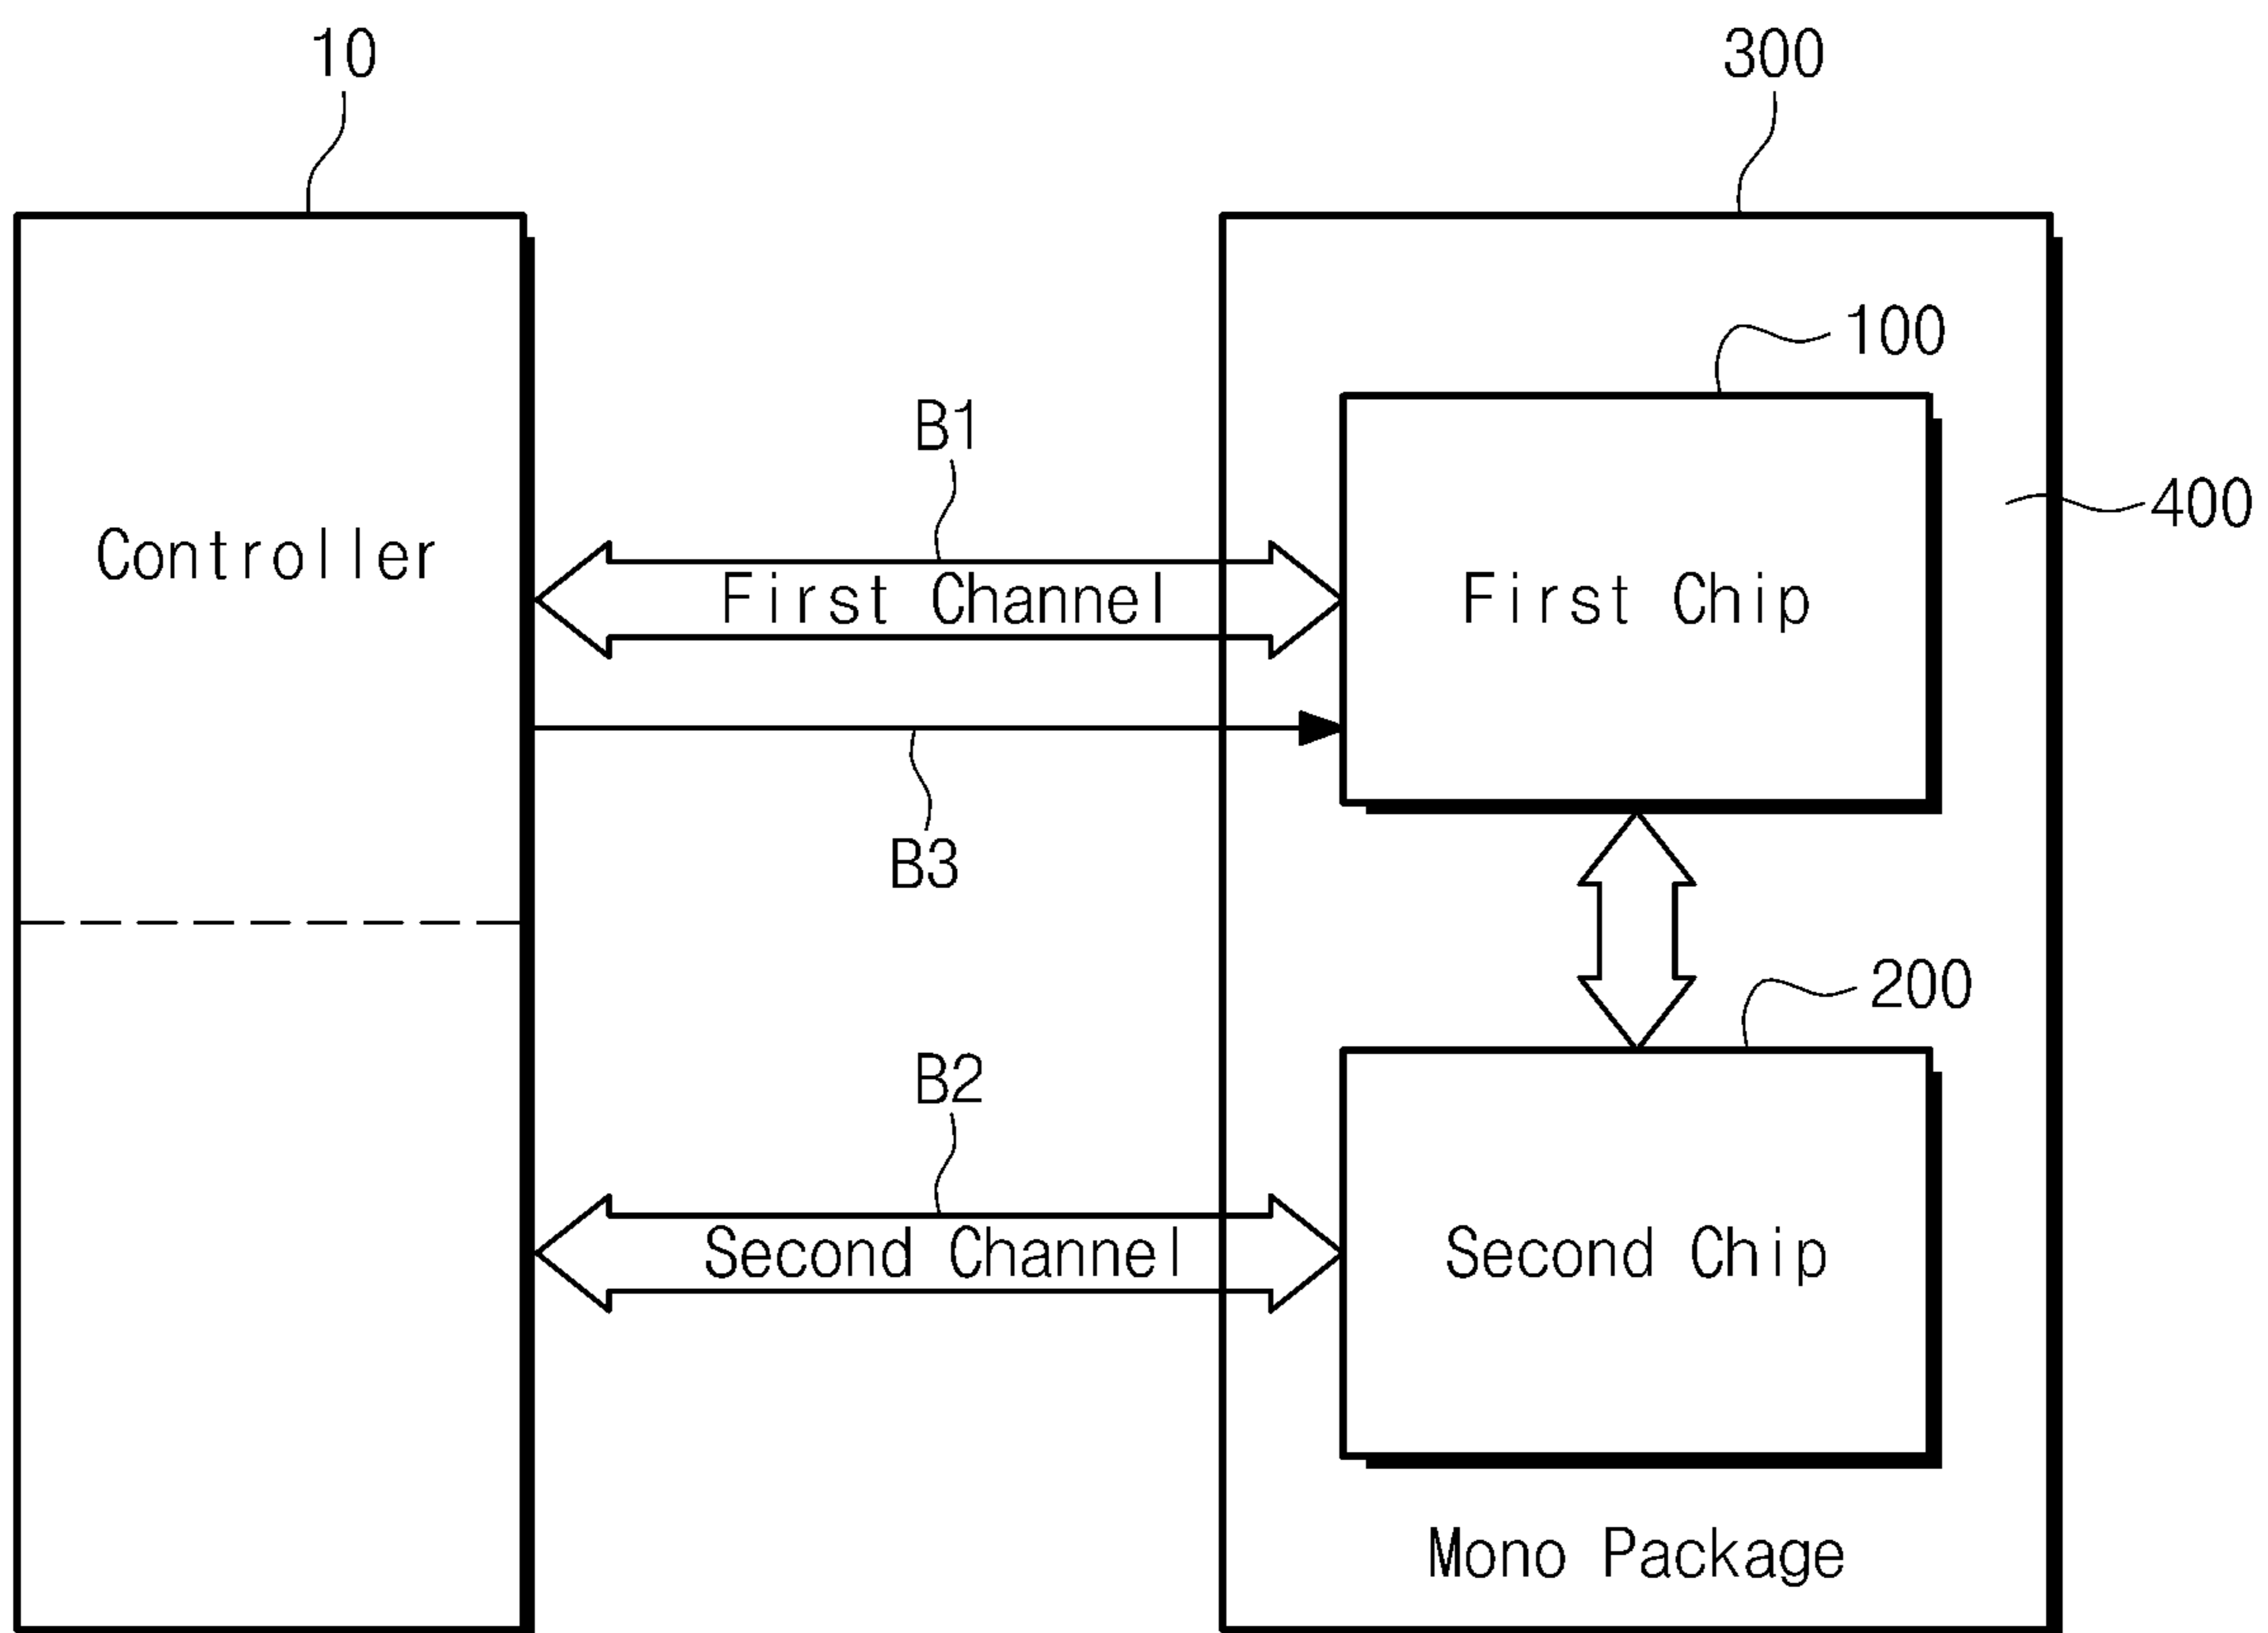 10
300
100
B1
400
Controller
First Channel
First Chip
B3
200
B2
Second Channel
Second Chip
Mono Package